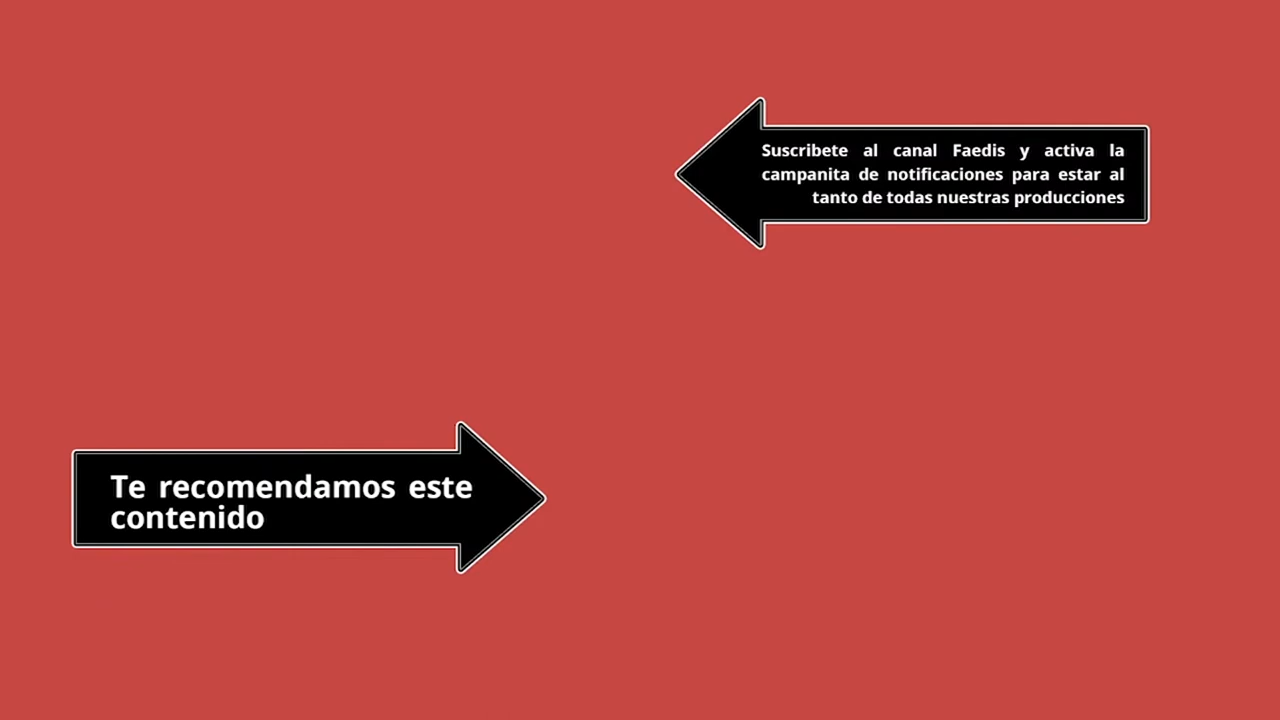 Suscribete al canal Faedis y activa la
campanita de notificaciones para estar al
tanto de todas nuestras producciones
Te recomendamos este
contenido